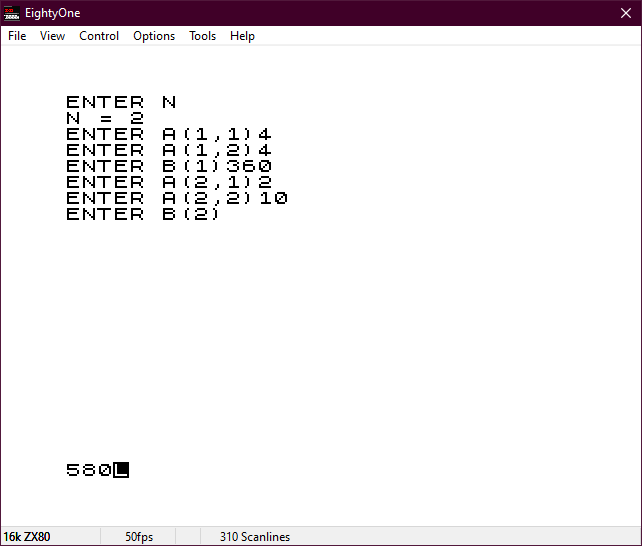 EightyOne
File View Control Options Tools Help
ENTER N
N = 2
ENTER A(1,1)4
ENTER A(1,2)4
ENTER B(1)360
ENTER A(2,1)2
ENTER A(2,2)10
ENTER B(2)
580L
16k ZX80 50fps 310 Scanlines